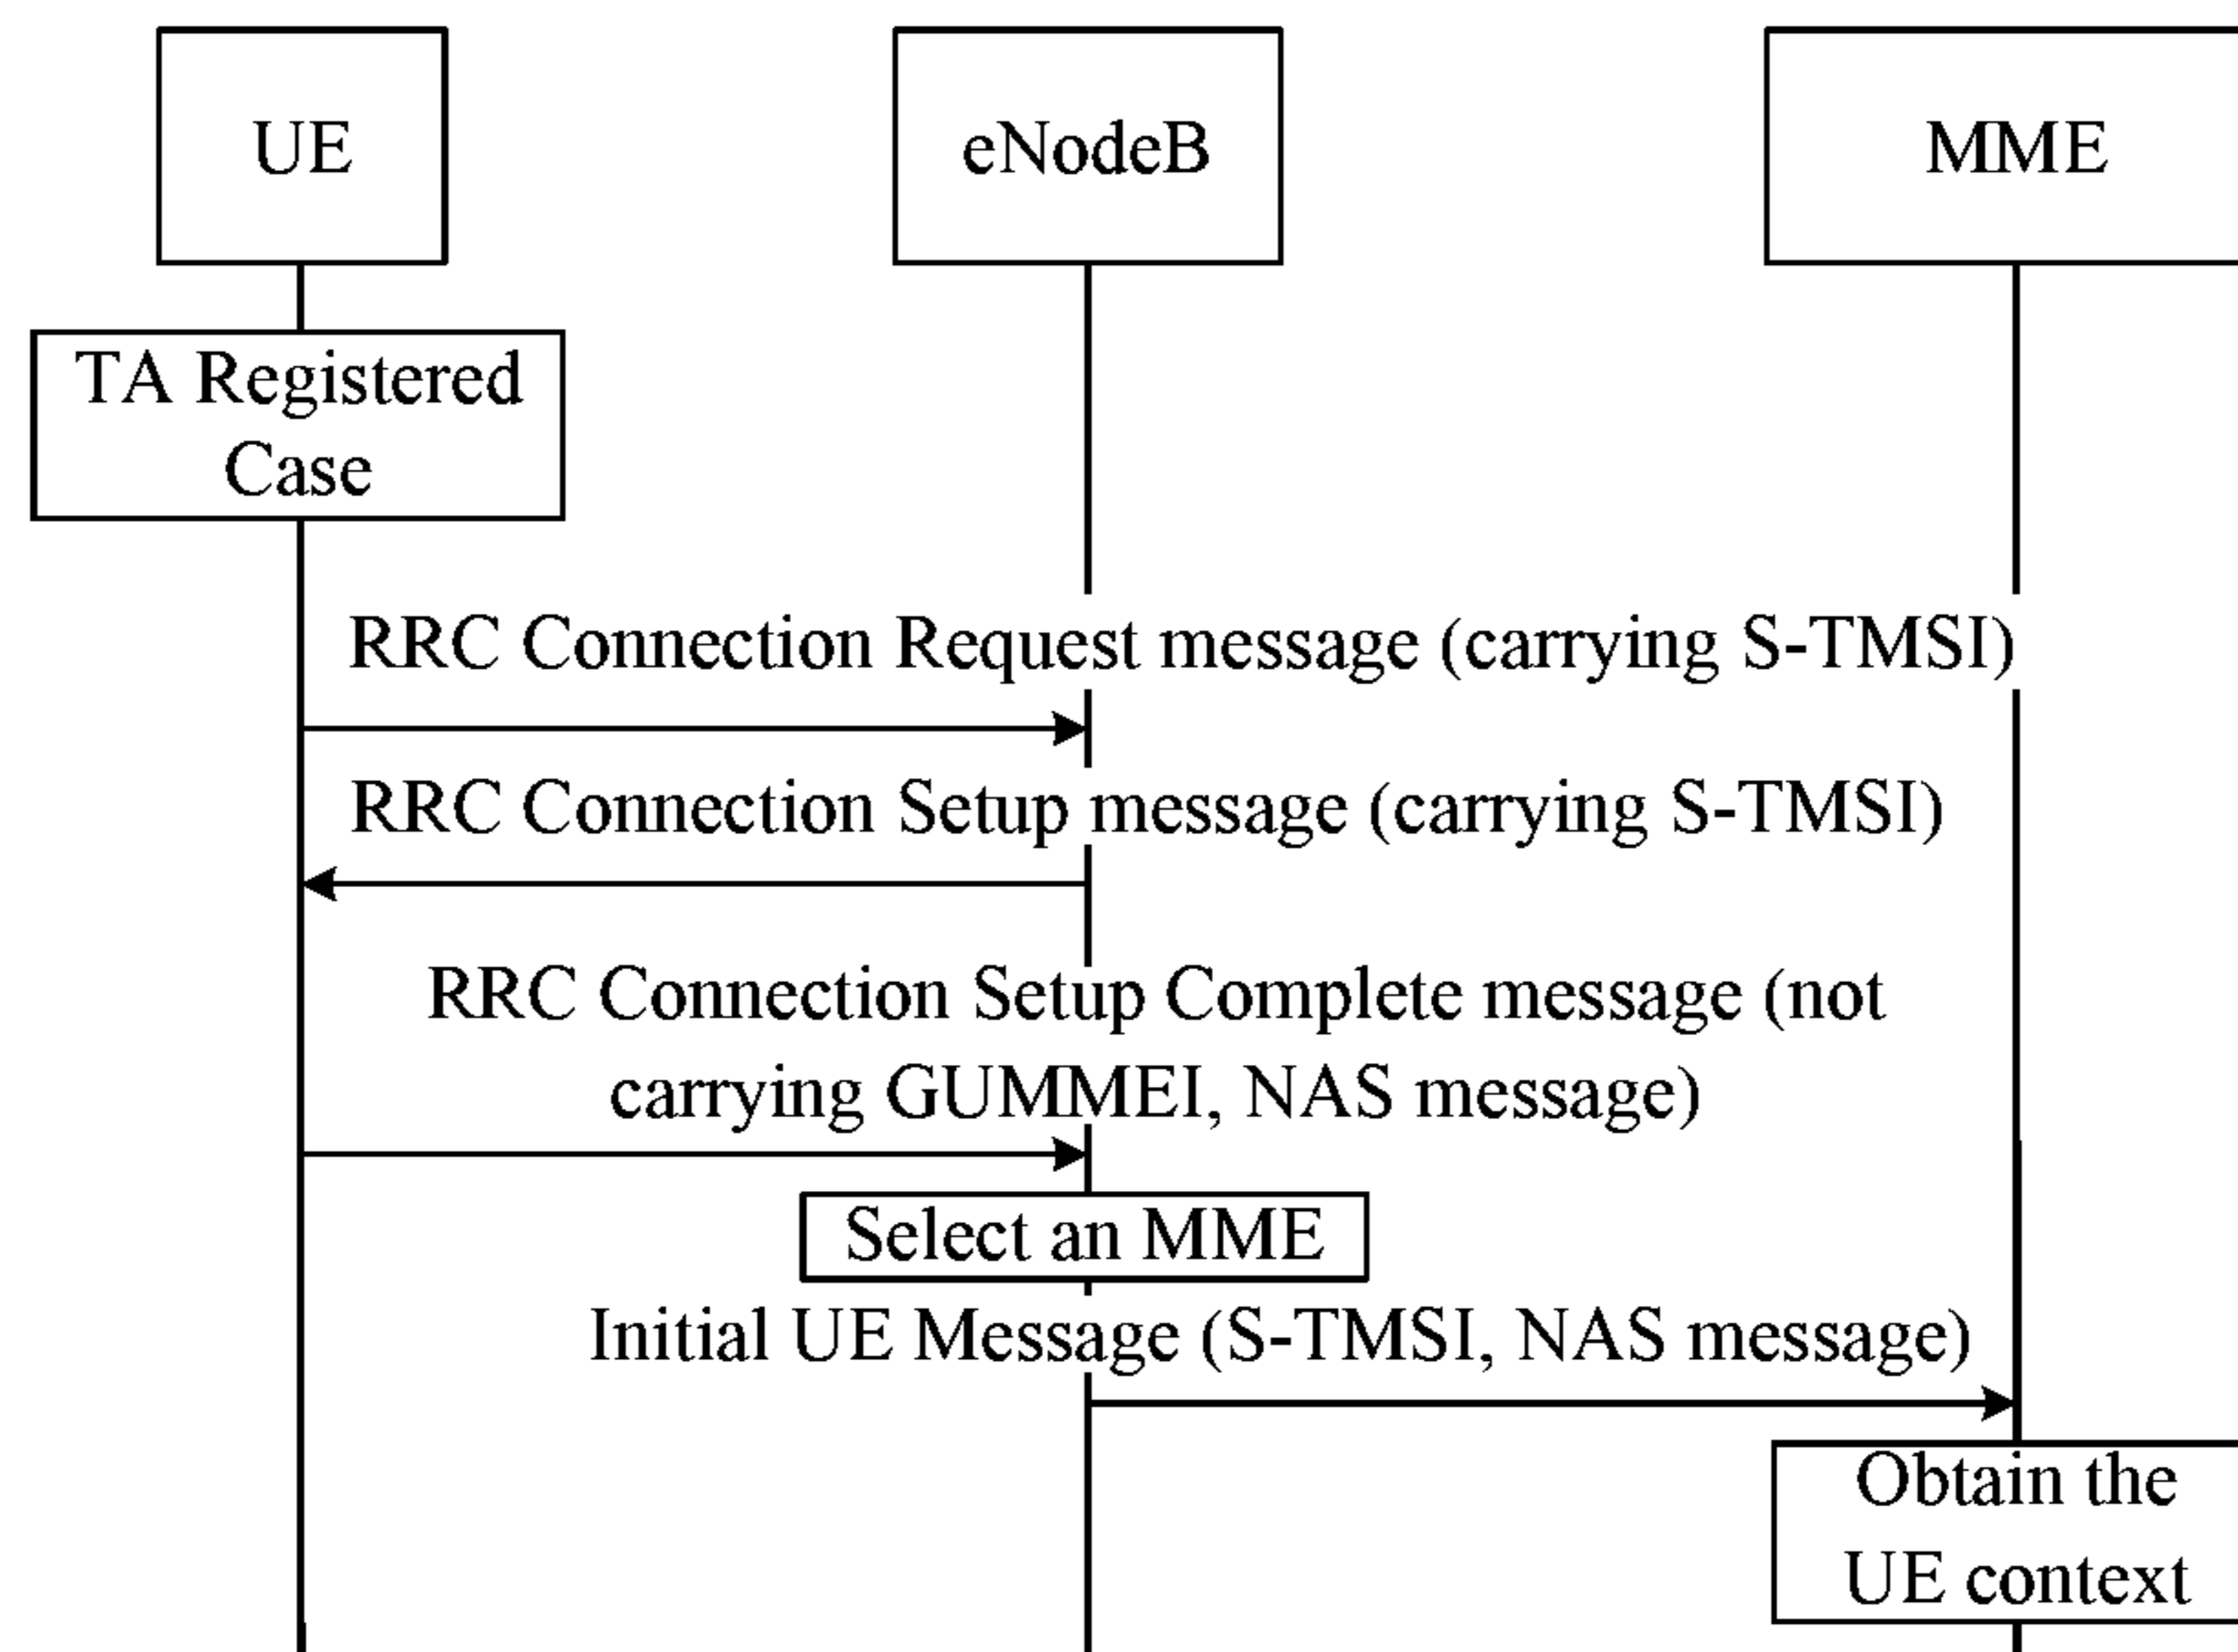 UE
eNodeB
MME
TA Registered
Case
RRC Connection Request message (carrying S-TMSI)
RRC Connection Setup message (carrying S-TMSI)
RRC Connection Setup Complete message (not
carrying GUMMEI, NAS message)
Select an MME
Initial UE Message (S-TMSI, NAS message)
Obtain the
UE context